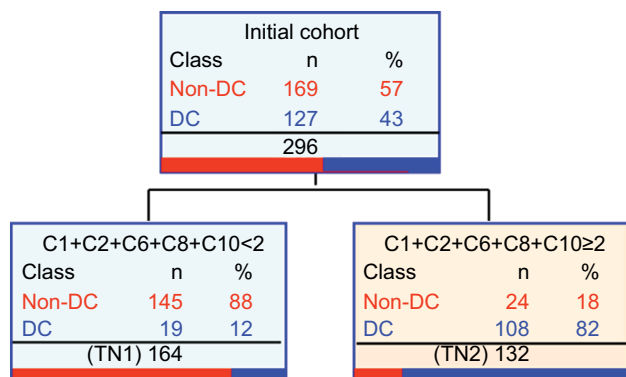 Initial cohort
Class n %
Non-DC 169 57
DC 127 43
296
C1+C2+C6+C8+C10<2
Class n %
Non-DC 145 88
DC 19 12
(TN1) 164
C1+C2+C6+C8+C10≥2
Class n %
Non-DC 24 18
DC 108 82
(TN2) 132